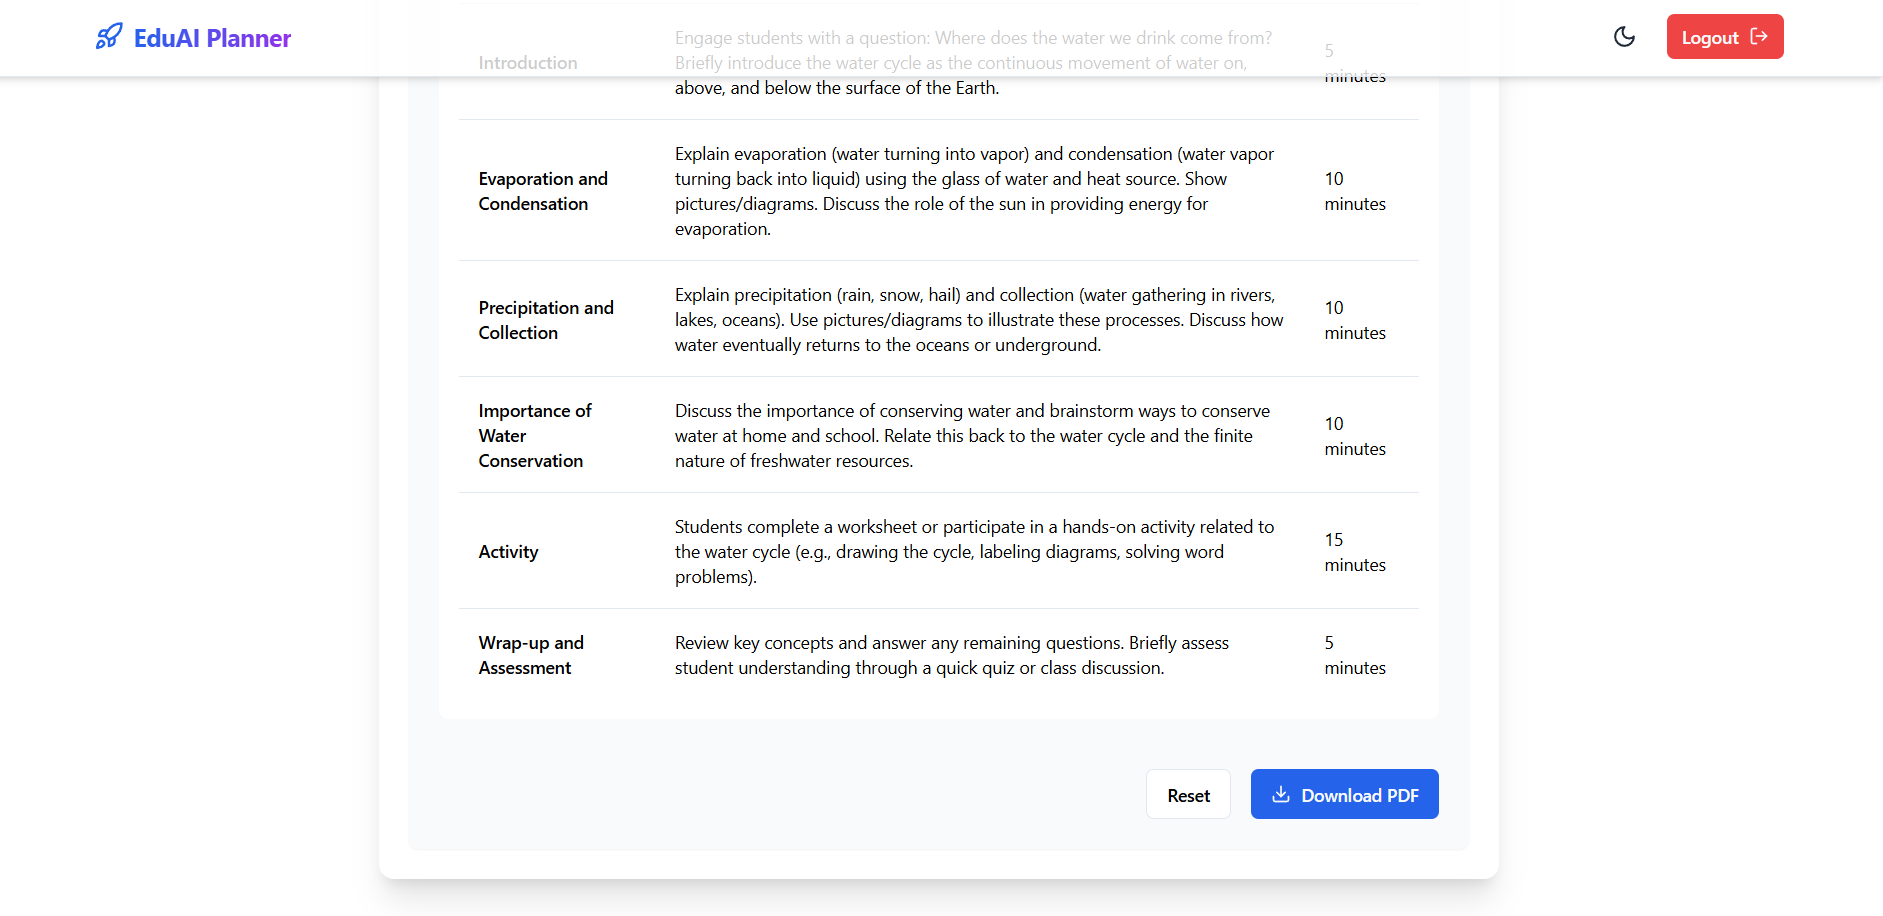 EduAI Planner
Logout
Introduction
Engage students with a question: Where does the water we drink come from?
Briefly introduce the water cycle as the continuous movement of water on,
above, and below the surface of the Earth.
5
minutes
Evaporation and
Condensation
Explain evaporation (water turning into vapor) and condensation (water vapor
turning back into liquid) using the glass of water and heat source. Show
pictures/diagrams. Discuss the role of the sun in providing energy for
evaporation.
10
minutes
Precipitation and
Collection
Explain precipitation (rain, snow, hail) and collection (water gathering in rivers,
lakes, oceans). Use pictures/diagrams to illustrate these processes. Discuss how
water eventually returns to the oceans or underground.
10
minutes
Importance of
Water
Conservation
Discuss the importance of conserving water and brainstorm ways to conserve
water at home and school. Relate this back to the water cycle and the finite
nature of freshwater resources.
10
minutes
Activity
Students complete a worksheet or participate in a hands-on activity related to
the water cycle (e.g., drawing the cycle, labeling diagrams, solving word
problems).
15
minutes
Wrap-up and
Assessment
Review key concepts and answer any remaining questions. Briefly assess
student understanding through a quick quiz or class discussion.
5
minutes
Reset
Download PDF